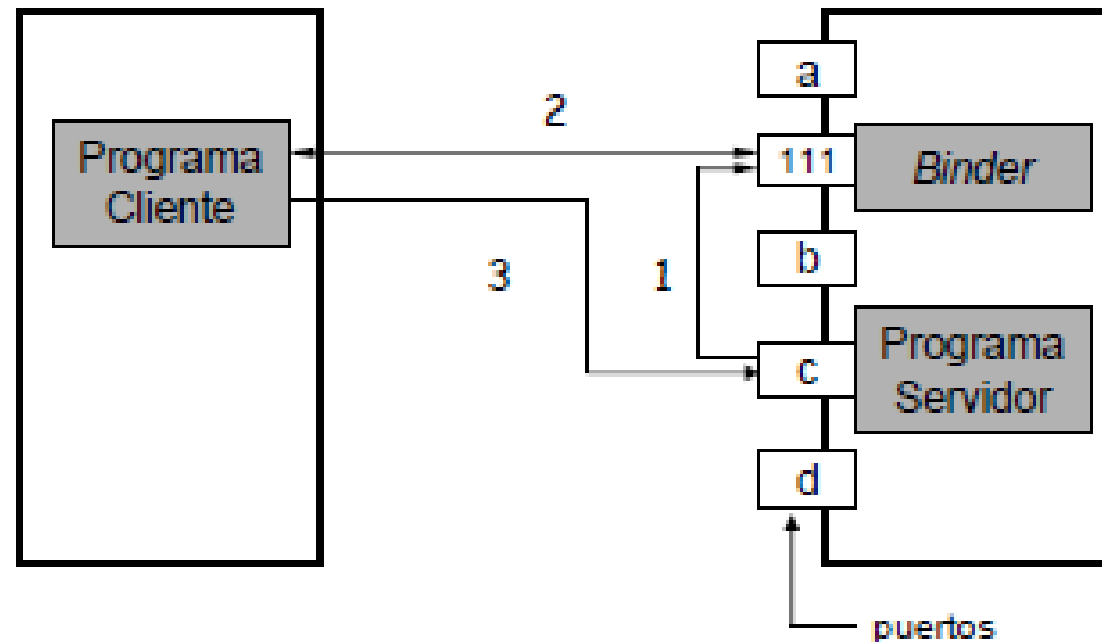 a
2
Programa
Cliente
111
Binder
b
3
1
c
Programa
Servidor
d
puertos